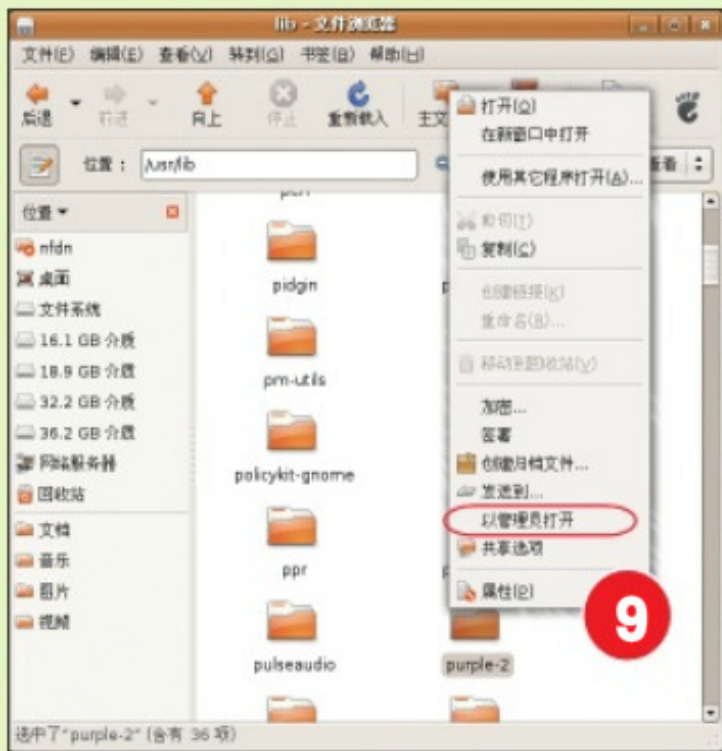 lib - 文件浏览器
文件(F) 编辑(E) 查看(V) 转到(G) 书签(B) 帮助(H)
后退 前进 向上 停止 重新载入 主文
位置： /usr/lib
查看
位置
nfdn
桌面
文件系统
16.1 GB 介质
18.9 GB 介质
32.2 GB 介质
36.2 GB 介质
网络服务器
回收站
文档
音乐
图片
视频
pidgin
pm-utils
policykit-gnome
ppr
pulseaudio
purple-2
打开(O)
在新窗口中打开
使用其它程序打开(A)...
剪切(T)
复制(C)
创建链接(K)
重命名(R)...
移动到回收站(V)
加密...
签署
创建归档文件...
发送到...
以管理员打开
共享选项
属性(P)
9
选中了"purple-2" (含有 36 项)